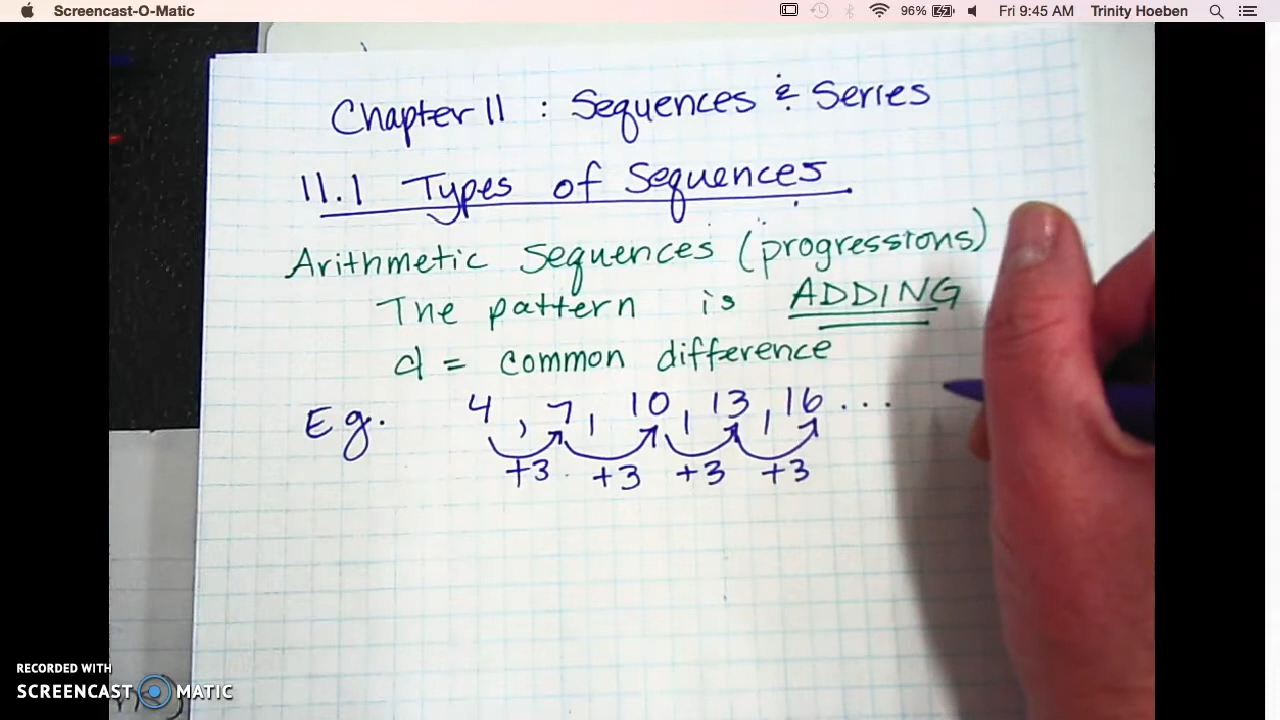 Screencast-O-Matic 96% Fri 9:45 AM Trinity Hoeben
Chapter 11 : Sequences & Series
11.1 Types of Sequences
Arithmetic Sequences (progressions)
The pattern is ADDING
d = common difference
Eg. 4, 7, 10, 13, 16...
+3 +3 +3 +3
RECORDED WITH
SCREENCAST O MATIC